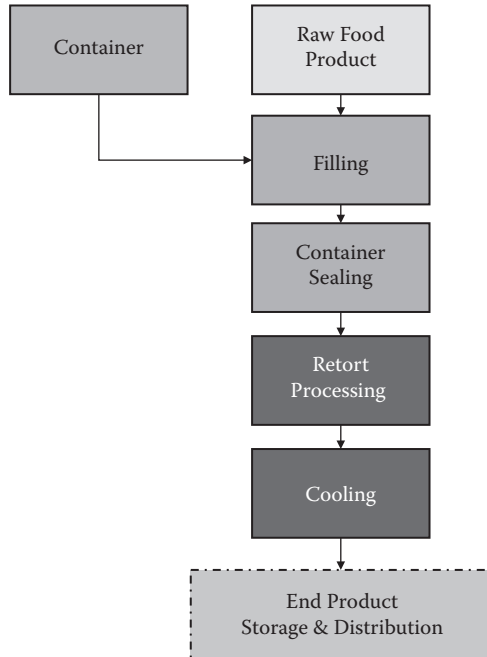 Container
Raw Food
Product
Filling
Container
Sealing
Retort
Processing
Cooling
End Product
Storage & Distribution